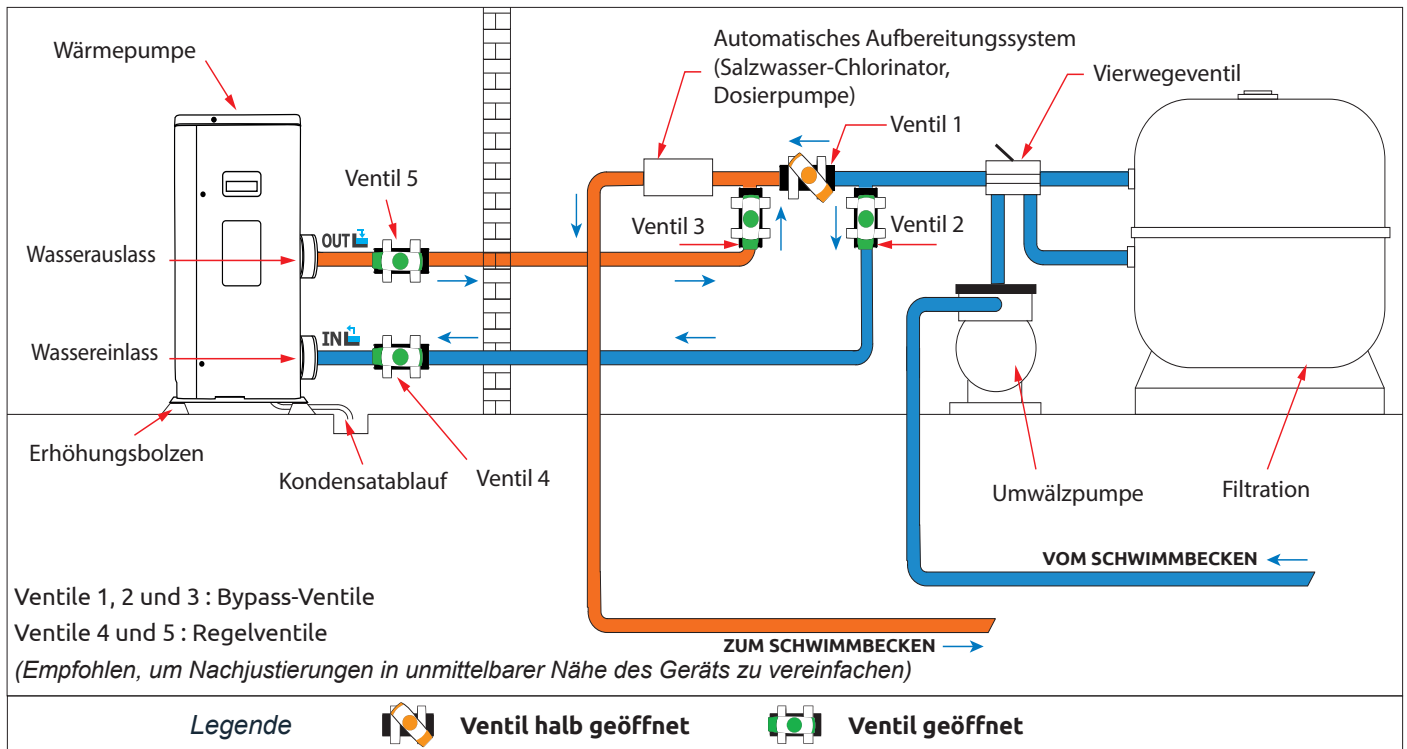 Wärmepumpe
Automatisches Aufbereitungssystem
(Salzwasser-Chlorinator,
Dosierpumpe)
Vierwegeventil
Ventil 1
Ventil 5
Ventil 3
Ventil 2
OUT
Wasserauslass
IN
Wassereinlass
Erhöhungsbolzen
Kondensatablauf
Ventil 4
Umwälzpumpe
Filtration
VOM SCHWIMMBECKEN
Ventile 1, 2 und 3 : Bypass-Ventile
Ventile 4 und 5 : Regelventile
ZUM SCHWIMMBECKEN
(Empfohlen, um Nachjustierungen in unmittelbarer Nähe des Geräts zu vereinfachen)
Legende
Ventil halb geöffnet
Ventil geöffnet